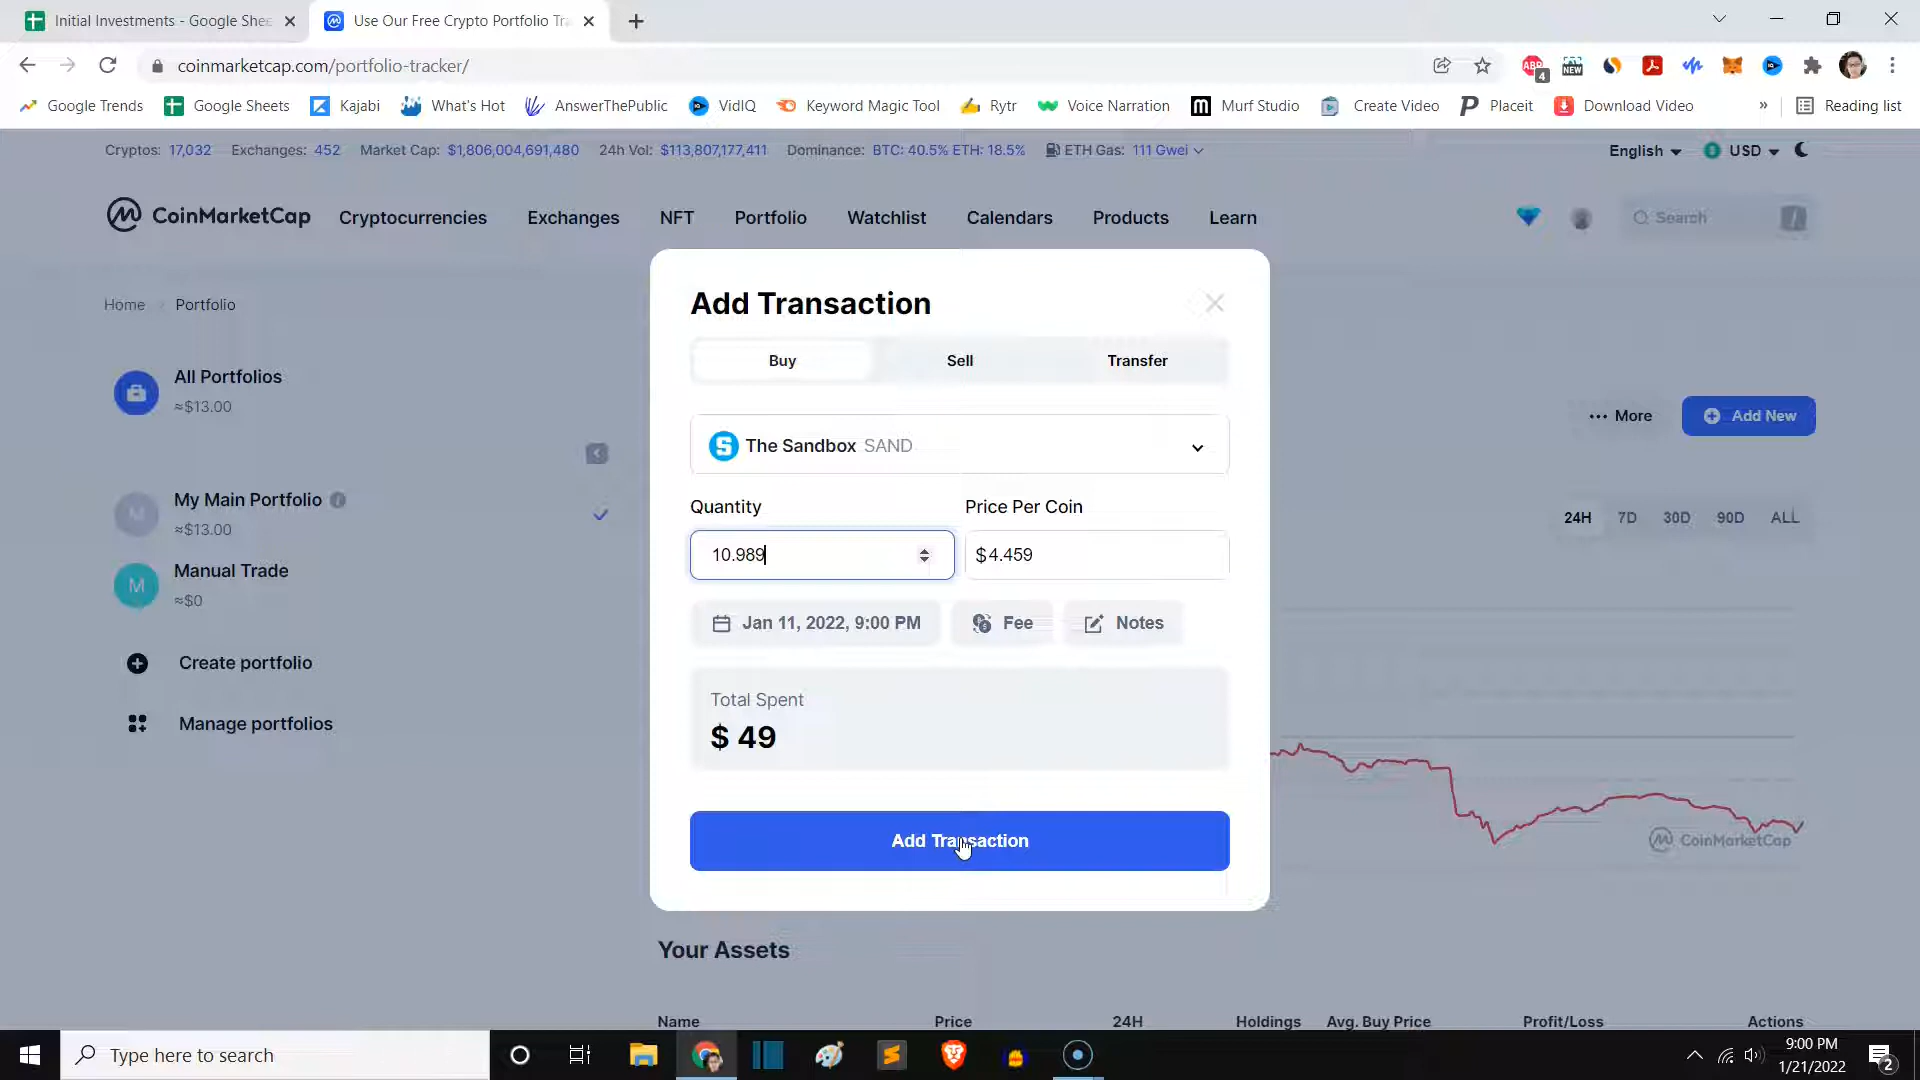 Initial Investments - Google Shee
Use Our Free Crypto Portfolio Tr
coinmarketcap.com/portfolio-tracker/
ABP
4
NEW
Google Trends
Google Sheets
Kajabi
What's Hot
AnswerThePublic
VidIQ
Keyword Magic Tool
Rytr
Voice Narration
Murf Studio
Create Video
Placeit
Download Video
»
Reading list
Cryptos: 17,032
Exchanges: 452
Market Cap: $1,806,004,691,480
24h Vol: $113,807,177,411
Dominance: BTC: 40.5% ETH: 18.5%
ETH Gas: 111 Gwei
English
USD
CoinMarketCap
Cryptocurrencies
Exchanges
NFT
Portfolio
Watchlist
Calendars
Products
Learn
Search
/
Home
Portfolio
Add Transaction
Buy
Sell
Transfer
All Portfolios
≈$13.00
More
Add New
The Sandbox SAND
M
My Main Portfolio
≈$13.00
Quantity
Price Per Coin
24H
7D
30D
90D
ALL
10.989
$4.459
M
Manual Trade
≈$0
Jan 11, 2022, 9:00 PM
Fee
Notes
Create portfolio
Total Spent
$ 49
Manage portfolios
Add Transaction
CoinMarketCap
Your Assets
Name
Price
24H
Holdings
Avg. Buy Price
Profit/Loss
Actions
Type here to search
9:00 PM
1/21/2022
2